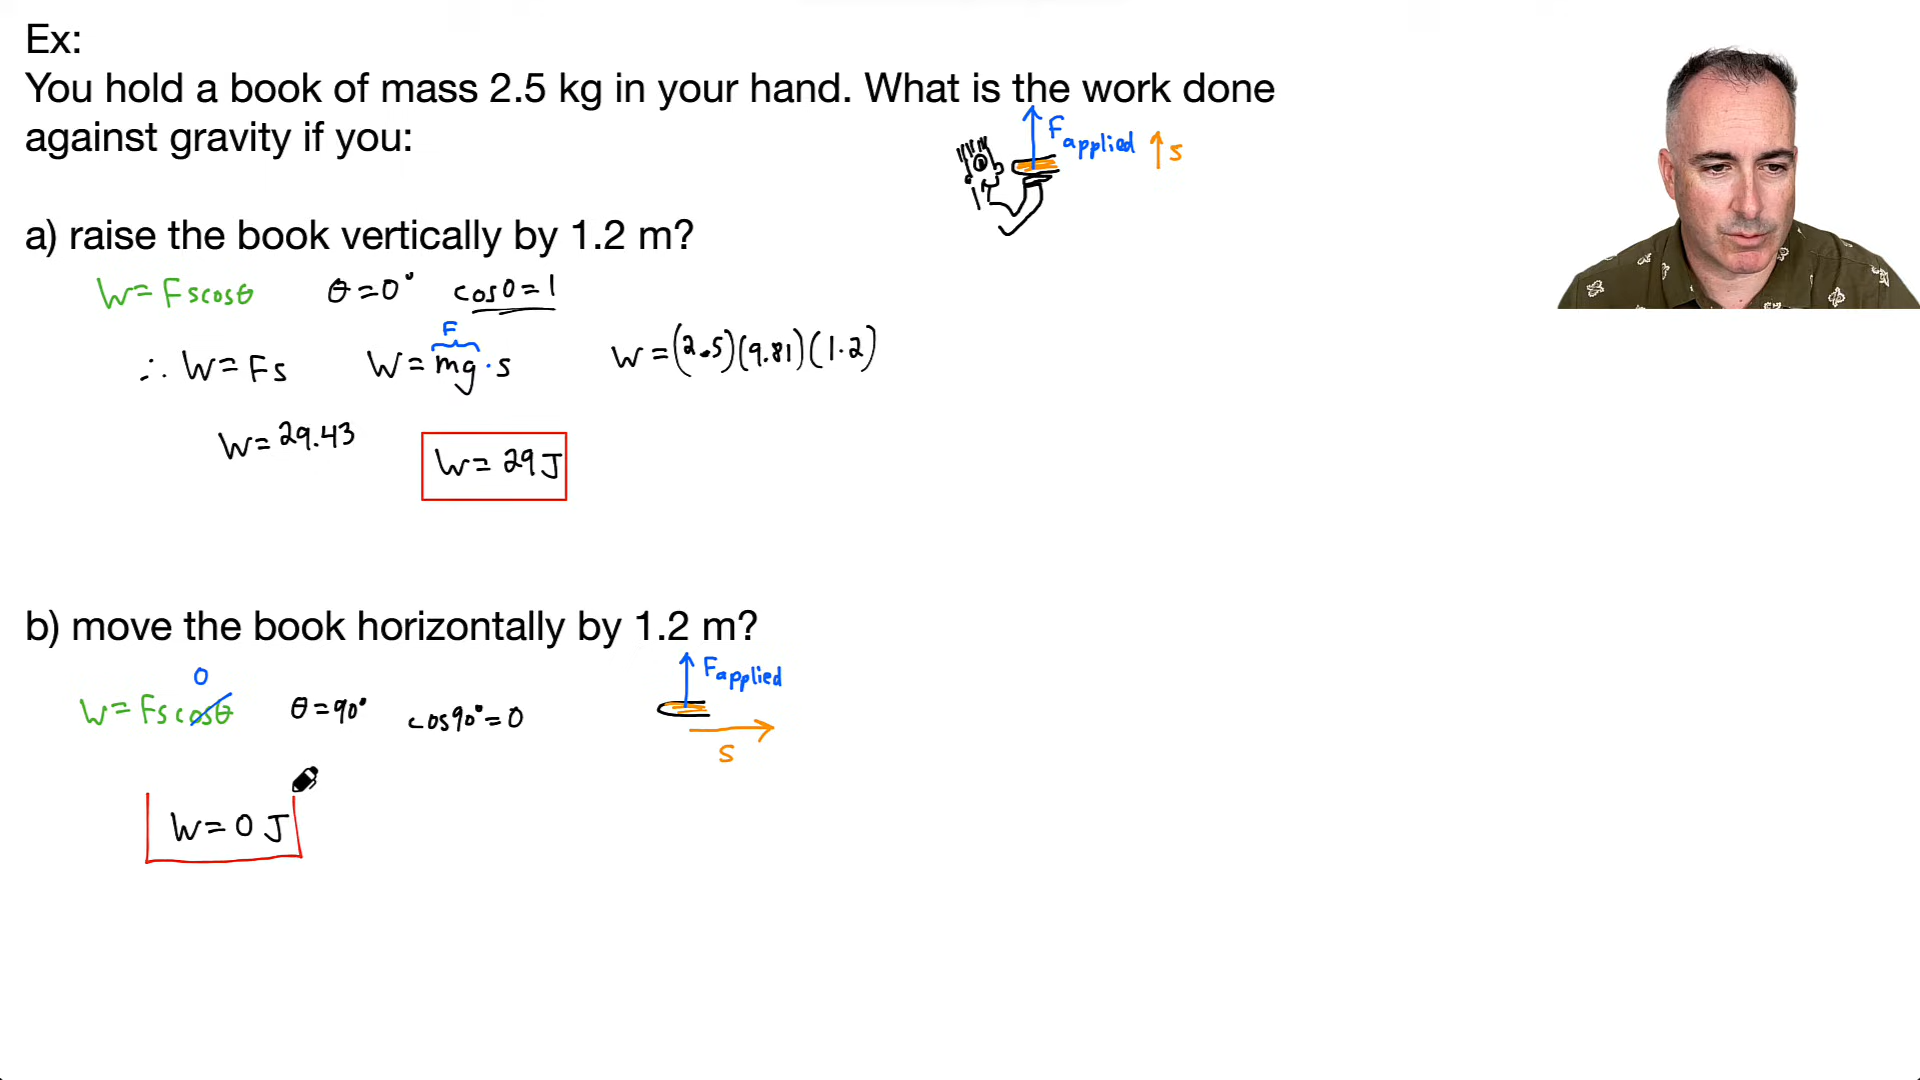 Ex:
You hold a book of mass 2.5 kg in your hand. What is the work done
against gravity if you:
F applied ↑ s
a) raise the book vertically by 1.2 m?
W = F s cosθ   θ = 0°   cos 0 = 1
F
∴ W = Fs   W = mg · s   W = (2.5)(9.81)(1.2)
W = 29.43   W = 29 J
b) move the book horizontally by 1.2 m?
0
F applied
W = F s cosθ   θ = 90°   cos 90° = 0
s
W = 0 J